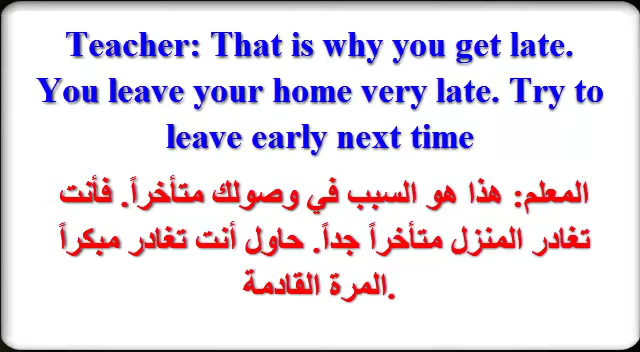 Teacher: That is why you get late.
You leave your home very late. Try to
leave early next time
المعلم: هذا هو السبب في وصولك متأخراً. فأنت
تغادر المنزل متأخراً جداً. حاول أنت تغادر مبكراً
المرة القادمة.